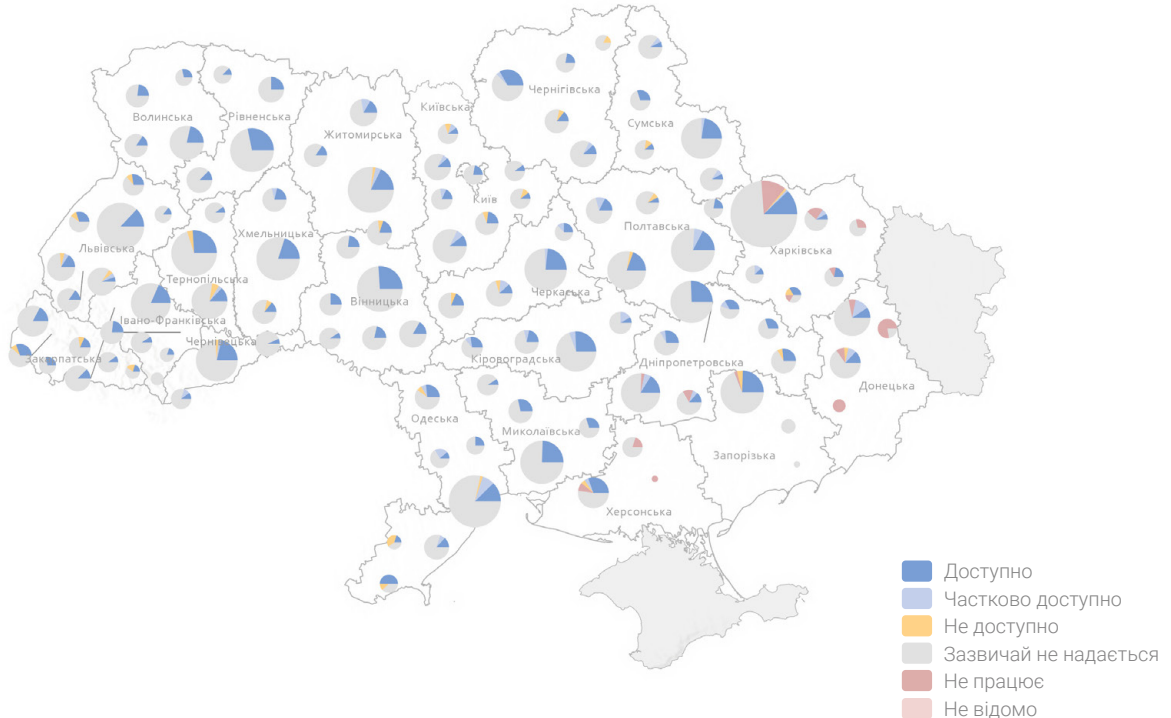 Чернігівська
Київська
Волинська
Рівненська
Сумська
Житомирська
Київ
Полтавська
Хмельницька
Львівська
Харківська
Тернопільська
Вінницька
Черкаська
Івано-Франківська
Чернівецька
Закарпатська
Кіровоградська
Дніпропетровська
Донецька
Одеська
Миколаївська
Запорізька
Херсонська
Доступно
Частково доступно
Не доступно
Зазвичай не надається
Не працює
Не відомо